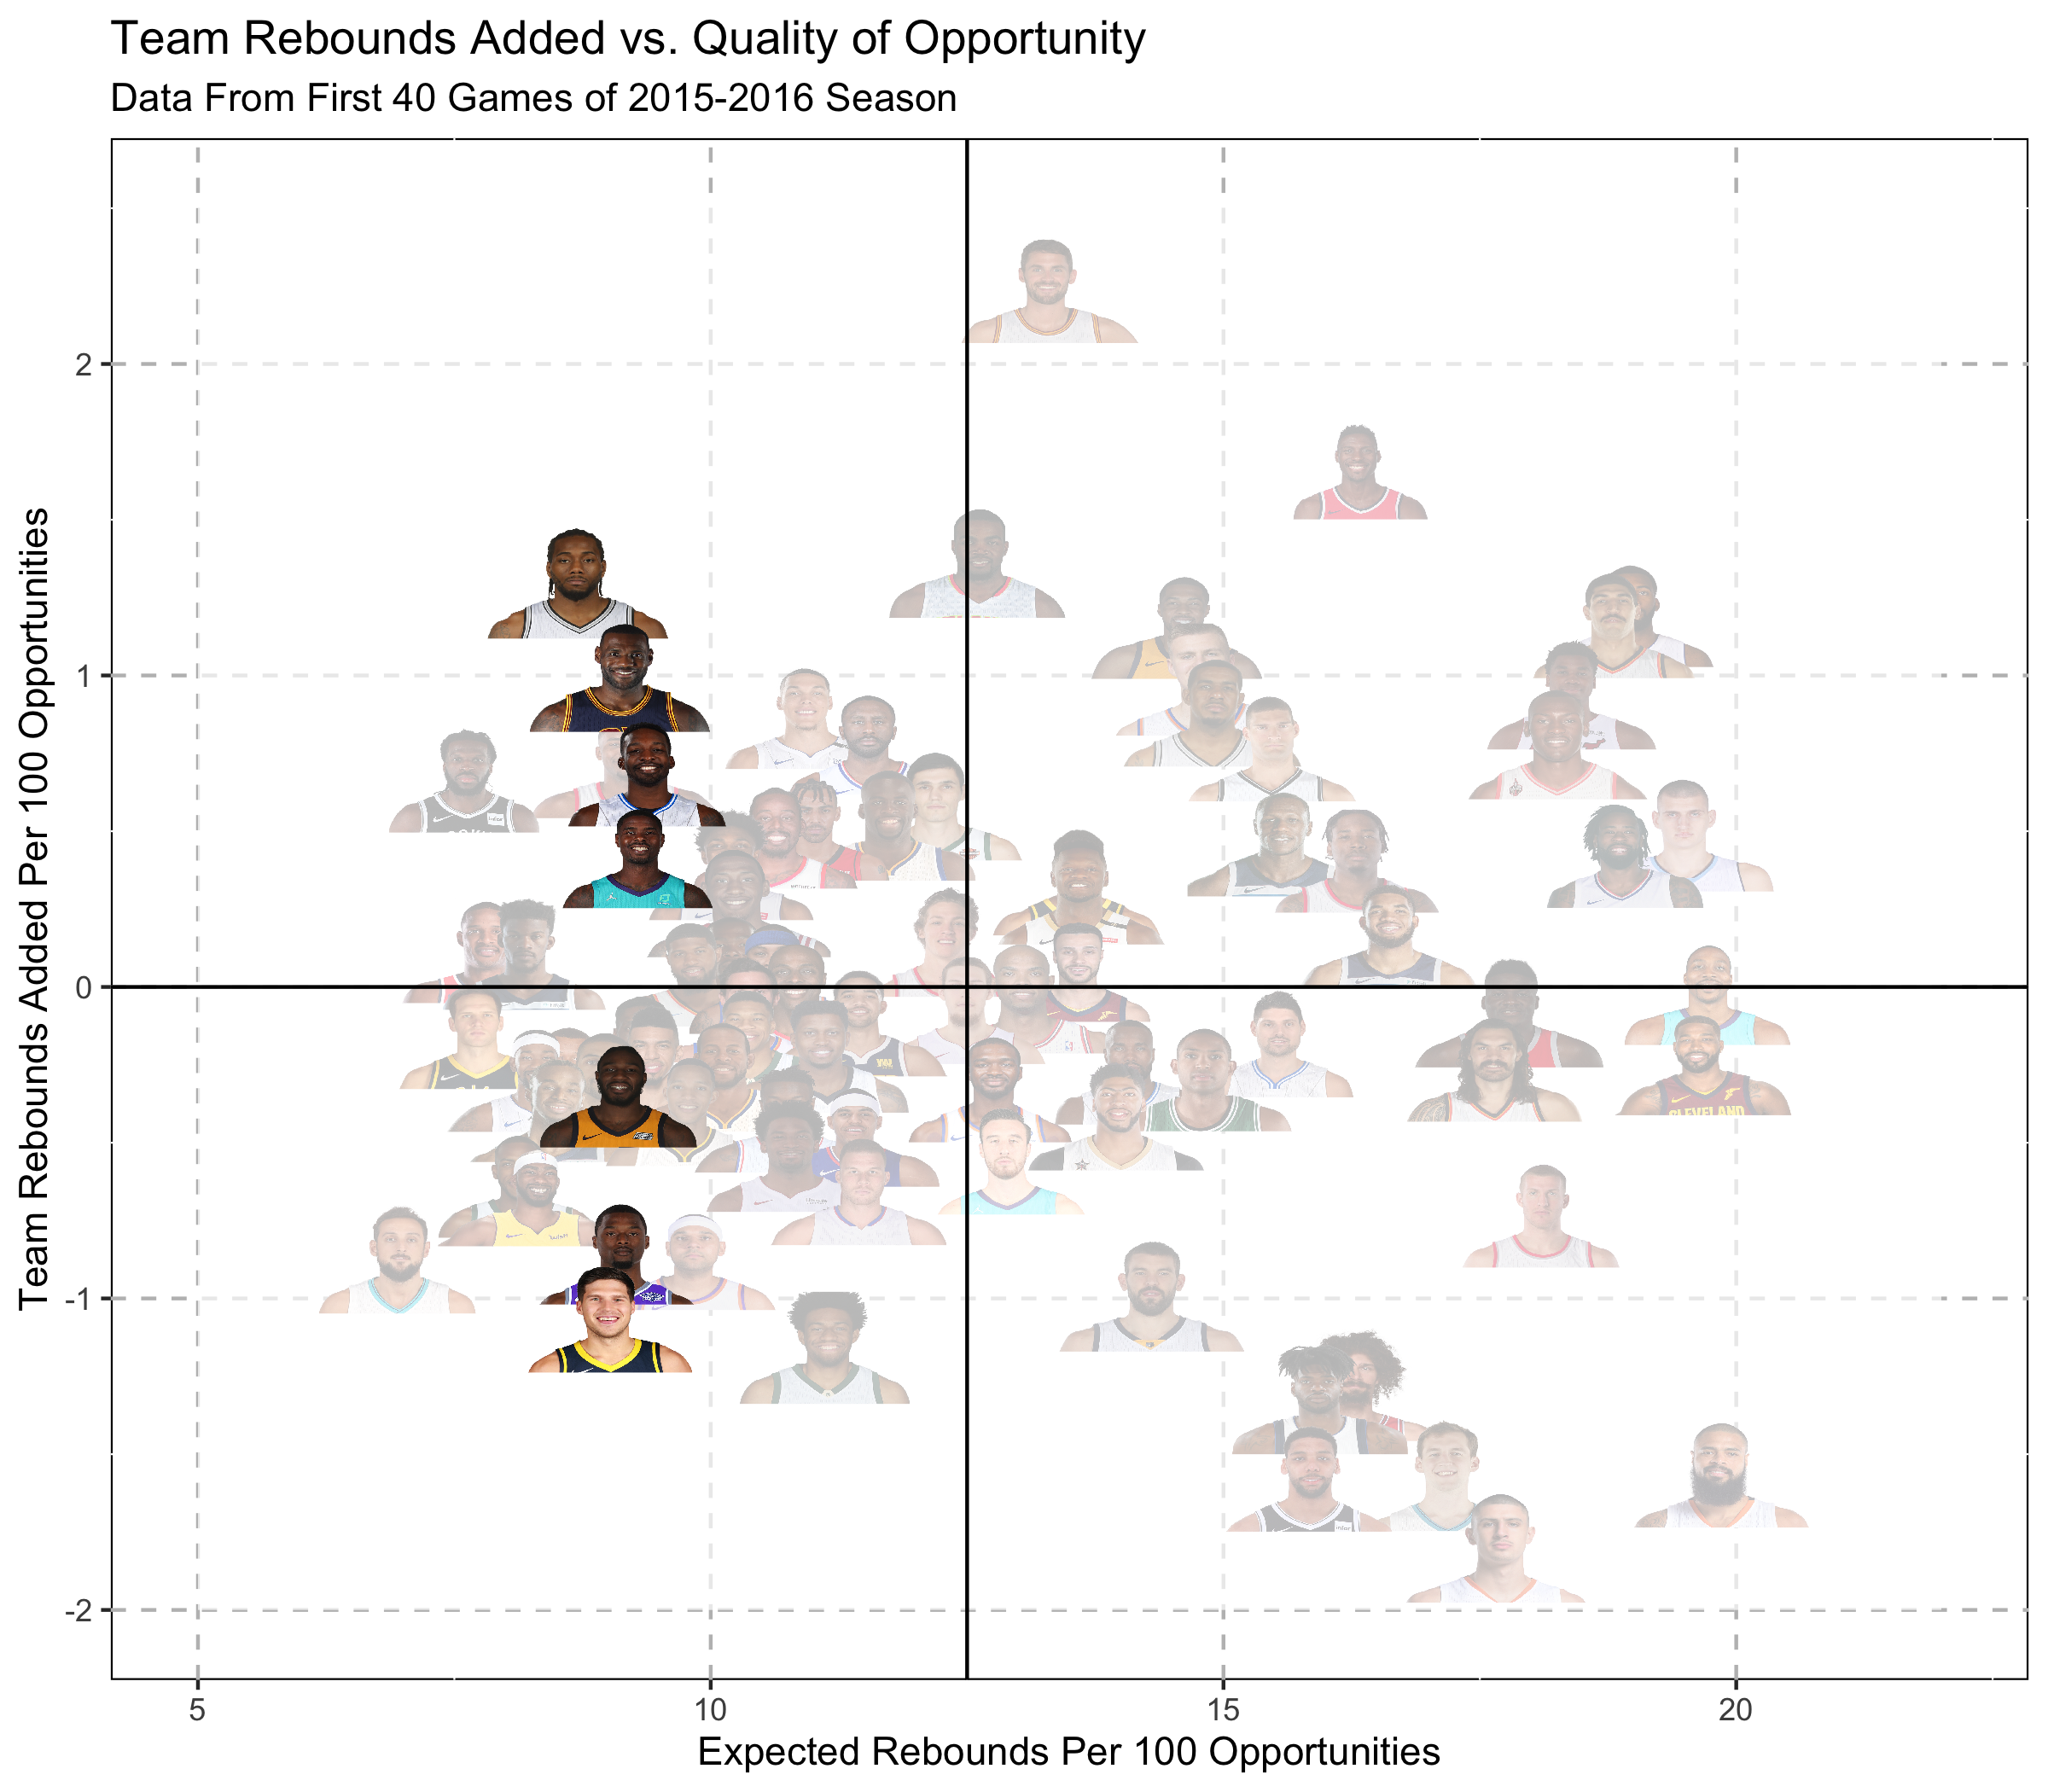 Team Rebounds Added vs. Quality of Opportunity
Data From First 40 Games of 2015-2016 Season
Team Rebounds Added Per 100 Opportunities
2
1
0
-1
-2
CLEVELAND
5
10
15
20
Expected Rebounds Per 100 Opportunities